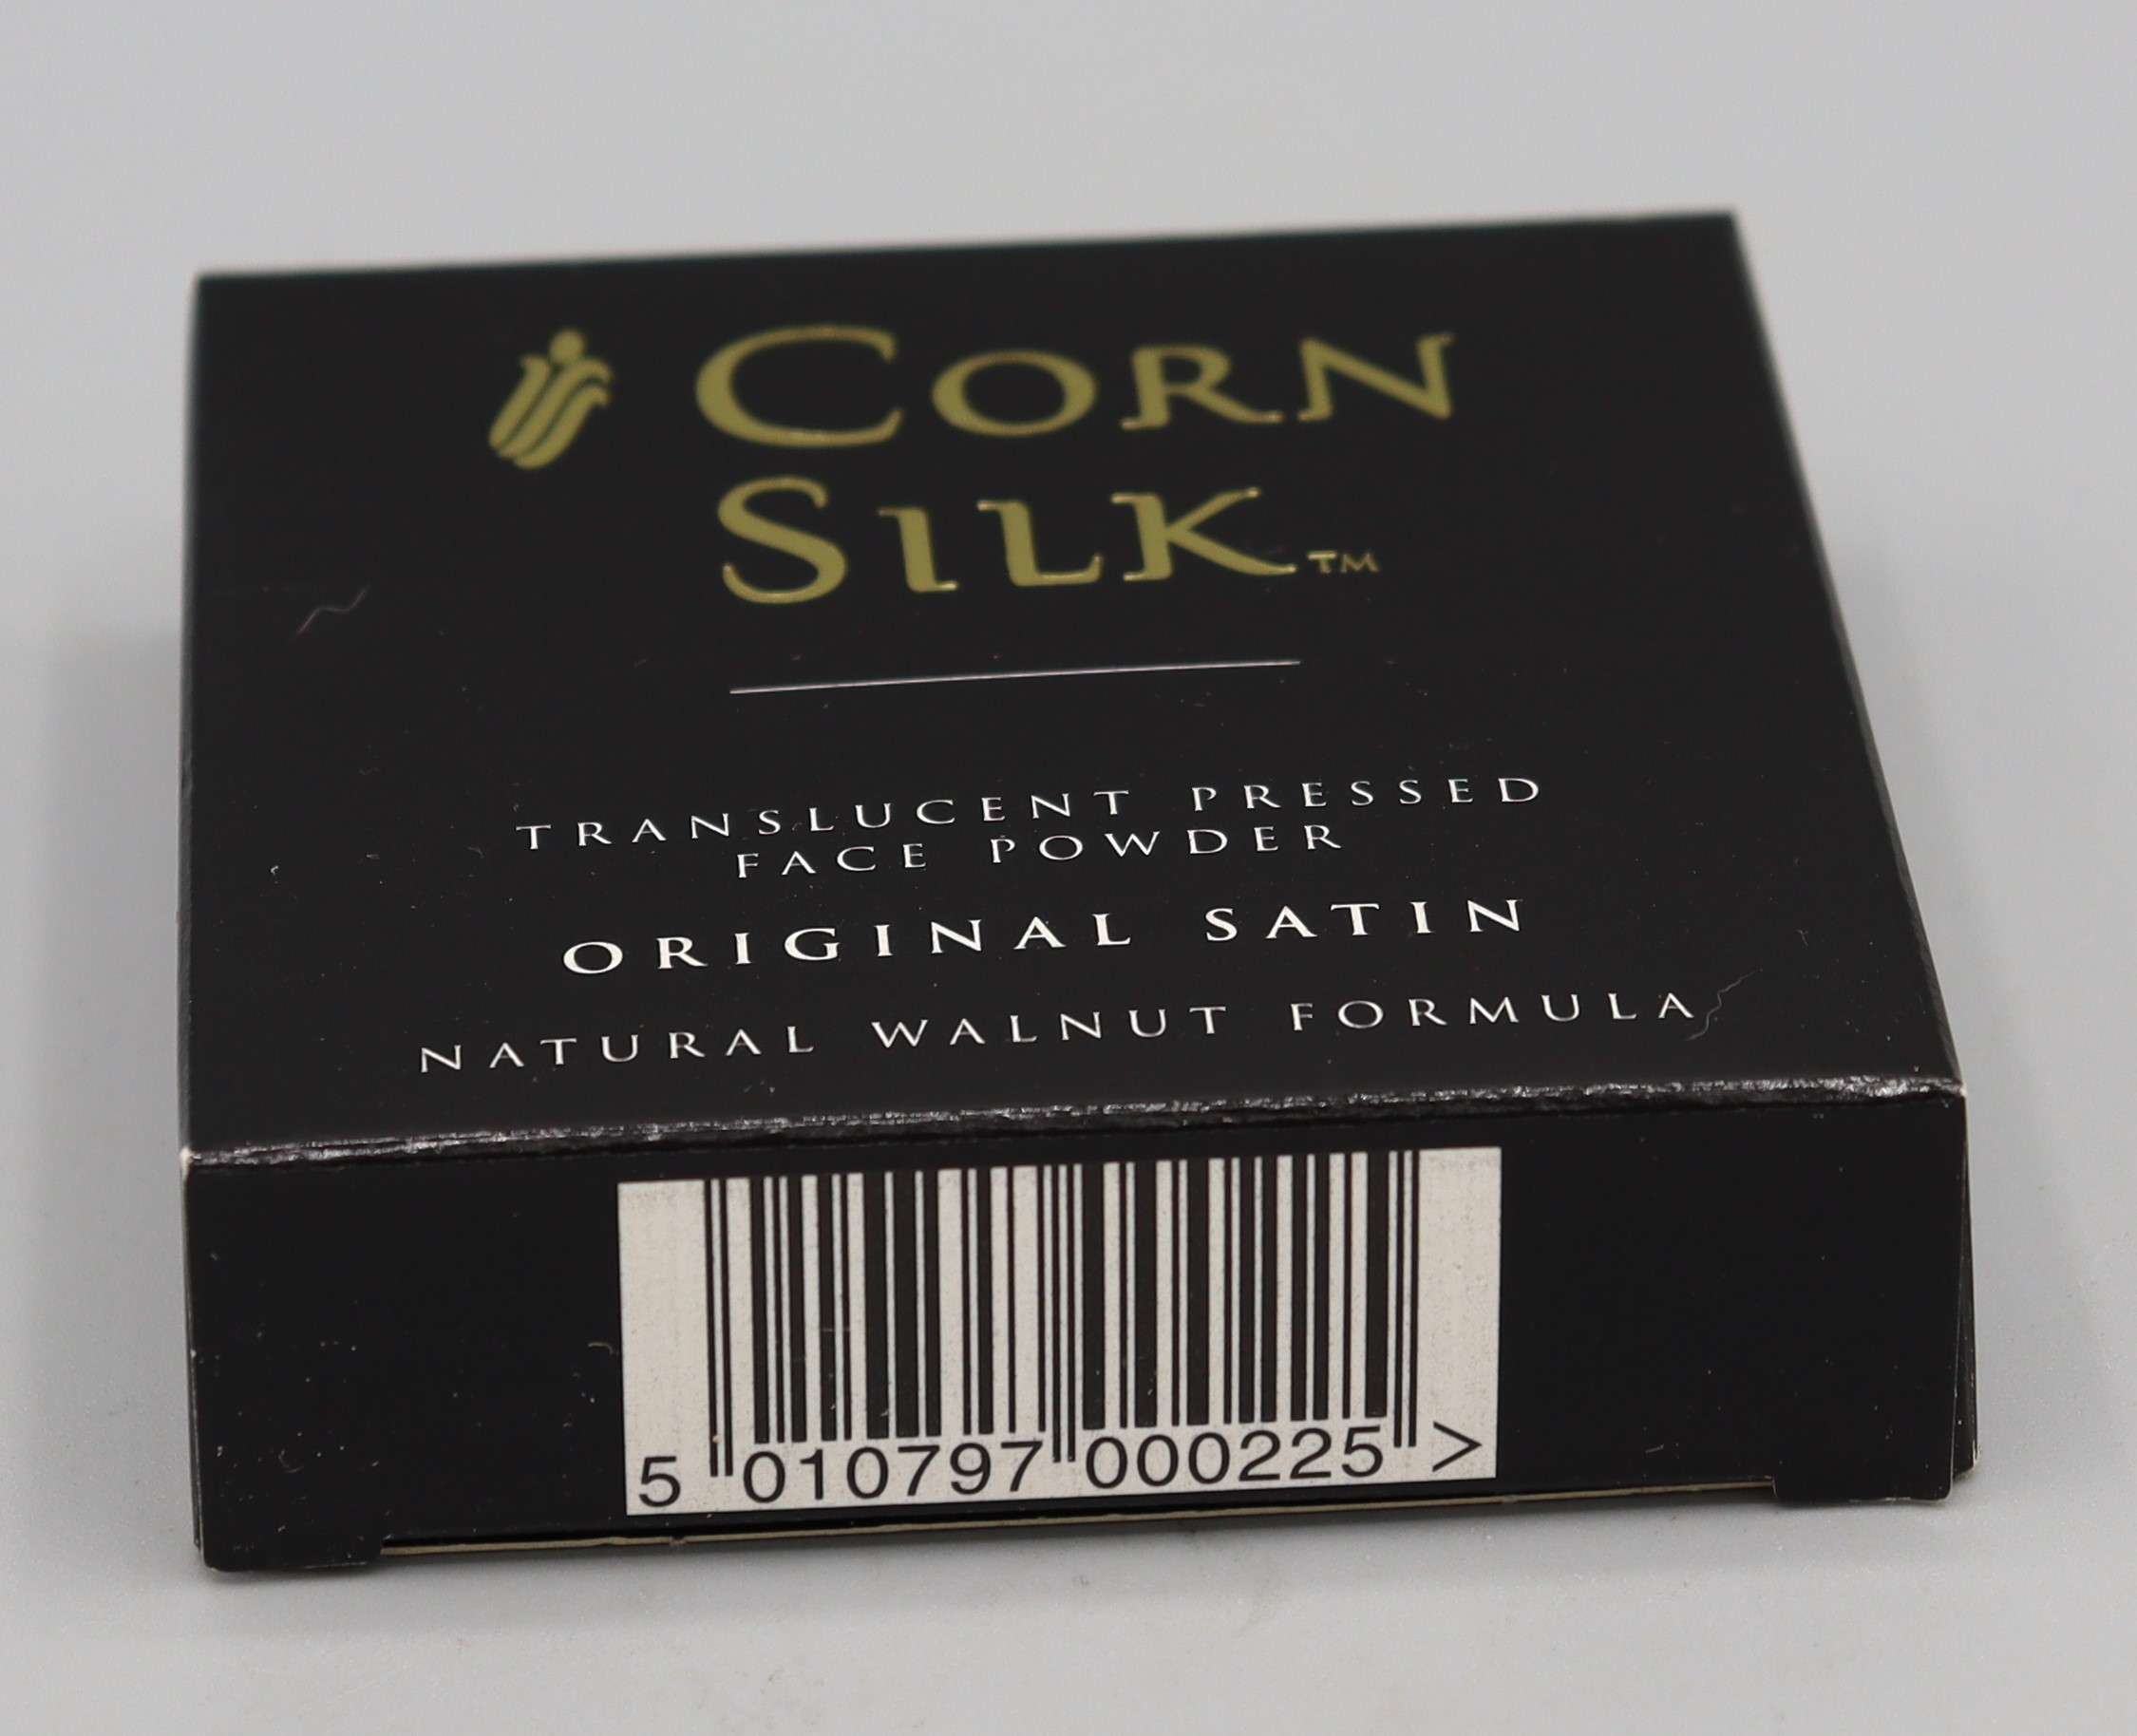 CORN
SILK™
TRANSLUCENT PRESSED
FACE POWDER
ORIGINAL SATIN
NATURAL WALNUT FORMULA
5 010797 000225 >